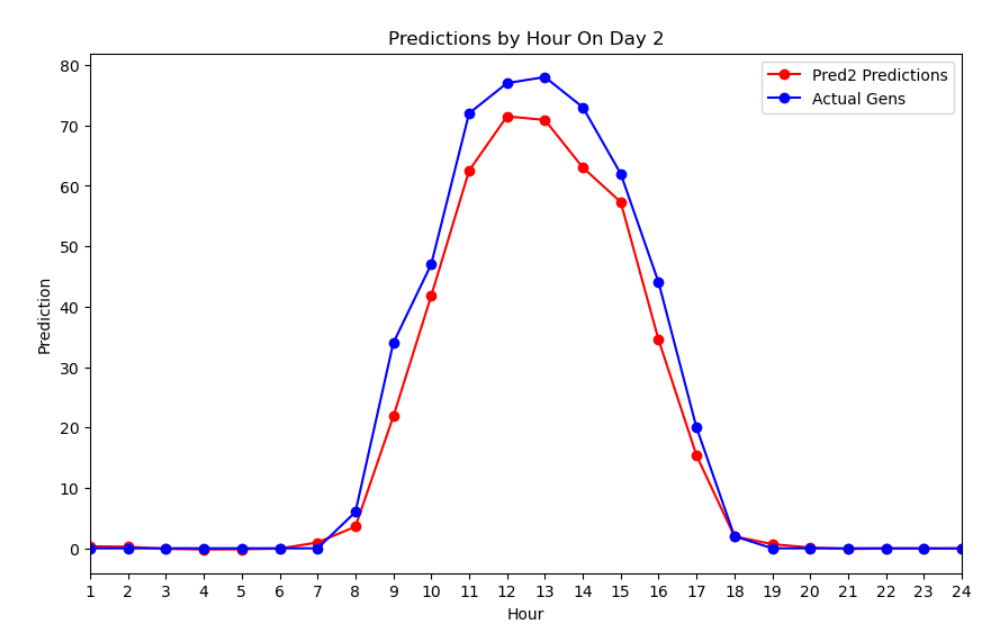 Predictions by Hour On Day 2
Pred2 Predictions
Actual Gens
80
70
60
50
40
30
20
10
0
Prediction
1 2 3 4 5 6 7 8 9 10 11 12 13 14 15 16 17 18 19 20 21 22 23 24
Hour